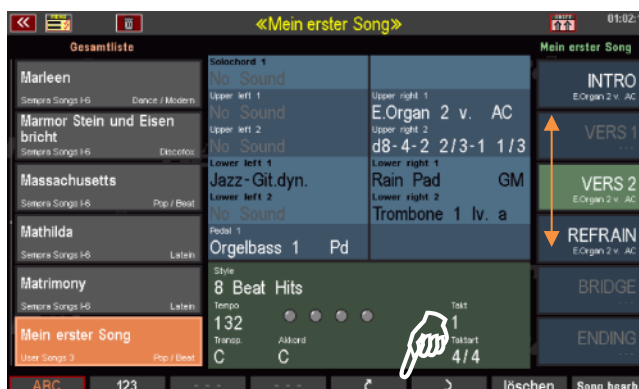 «Mein erster Song»
01:02:
Gesamtliste
Marleen
Sempra Songs I-6 Dance / Modern
Marmor Stein und Eisen
bricht
Sempra Songs I-6 Discofox
Massachusetts
Sempra Songs I-6 Pop / Beat
Mathilda
Sempra Songs I-6 Latein
Matrimony
Sempra Songs I-6 Latein
Mein erster Song
User Songs 3 Pop / Beat
Solochord 1
No Sound
Upper left 1
No Sound
Upper left 2
No Sound
Lower left 1
Jazz-Git.dyn.
Lower left 2
No Sound
Pedal 1
Orgelbass 1 Pd
Upper right 1
E.Organ 2 v. AC
Upper right 2
d8-4-2 2/3-1 1/3
Lower right 1
Rain Pad GM
Lower right 2
Trombone 1 lv. a
Style
8 Beat Hits
Tempo
132
Takt
1
Transp.
C
Akkord
C
Taktart
4/4
Mein erster Song
INTRO
E.Organ 2 v. AC
VERS 1
- - -
VERS 2
E.Organ 2 v. AC
REFRAIN
E.Organ 2 v. AC
BRIDGE
- - -
ENDING
- - -
ABC 123 - - - - - - löschen Song bearb.